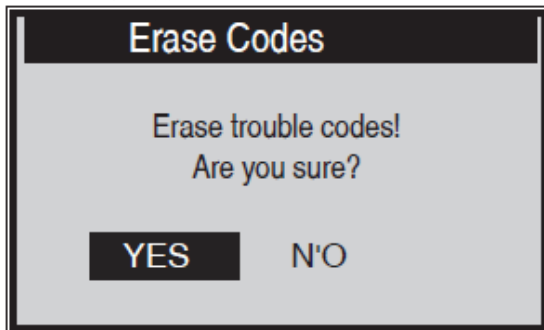 Erase Codes
Erase trouble codes!
Are you sure?
YES N'O